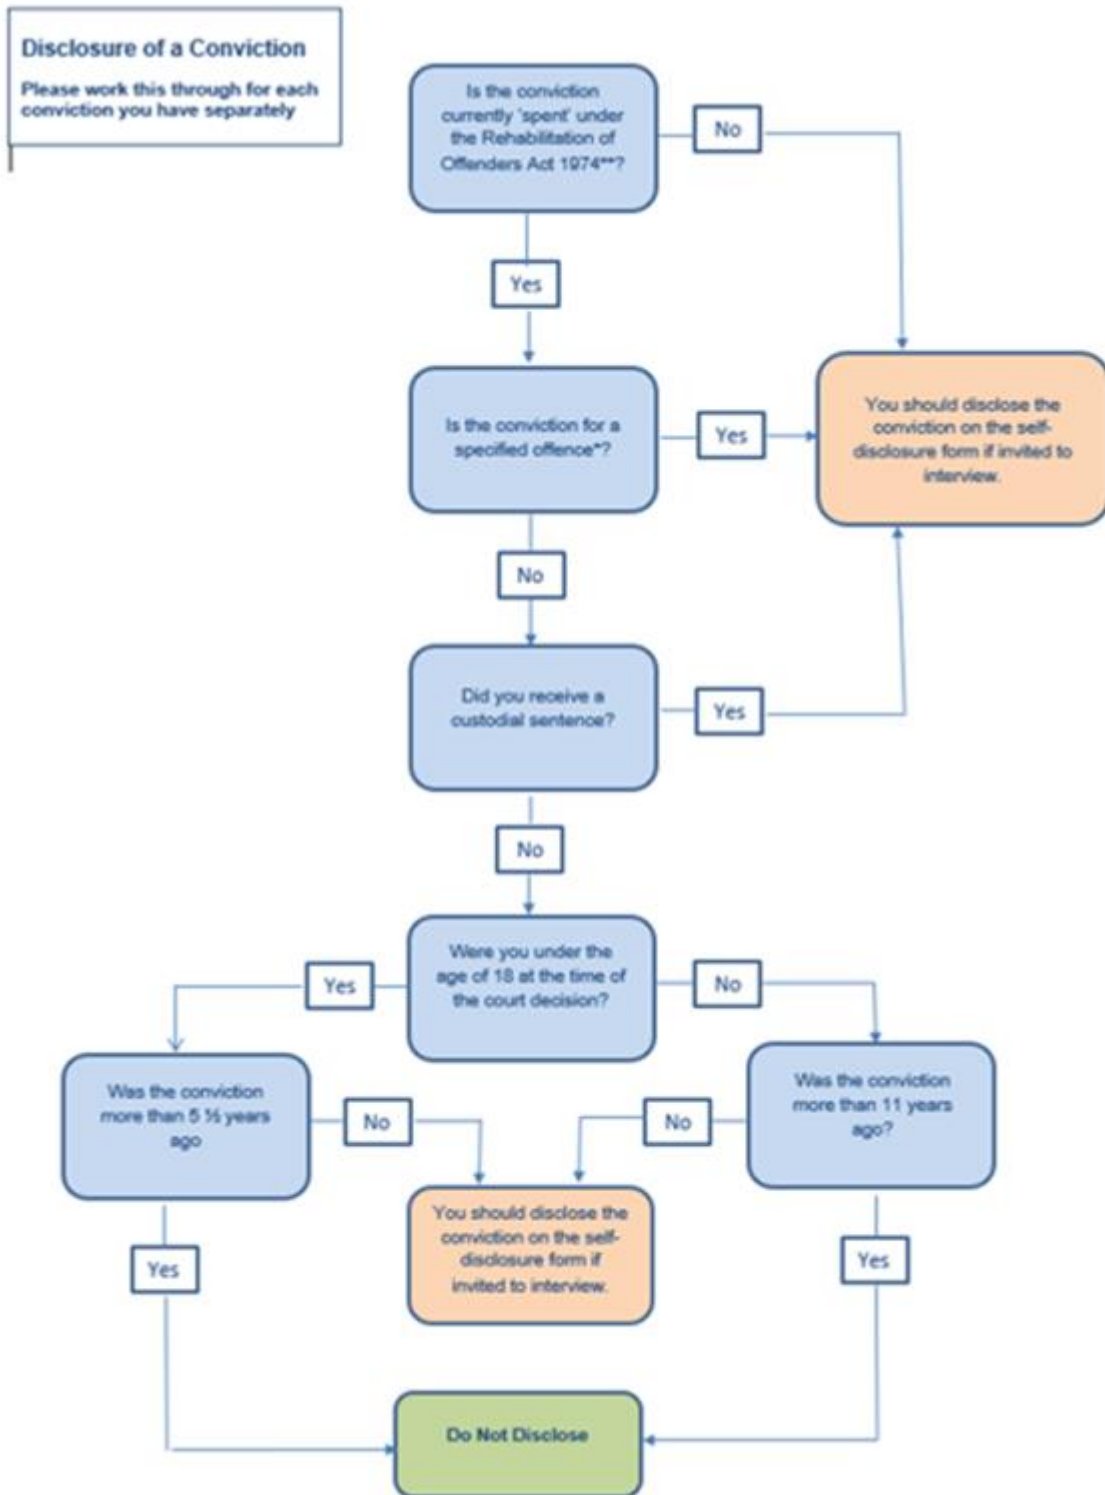 Disclosure of a Conviction
Please work this through for each
conviction you have separately
Is the conviction
currently 'spent' under
the Rehabilitation of
Offenders Act 1974**?
No
Yes
Is the conviction for a
specified offence*?
Yes
You should disclose the
conviction on the self-
disclosure form if invited to
interview.
No
Did you receive a
custodial sentence?
Yes
No
Were you under the
age of 18 at the time of
the court decision?
Yes
No
Was the conviction
more than 5 ½ years
ago
No
No
Was the conviction
more than 11 years
ago?
You should disclose the
conviction on the self-
disclosure form if
invited to interview.
Yes
Yes
Do Not Disclose